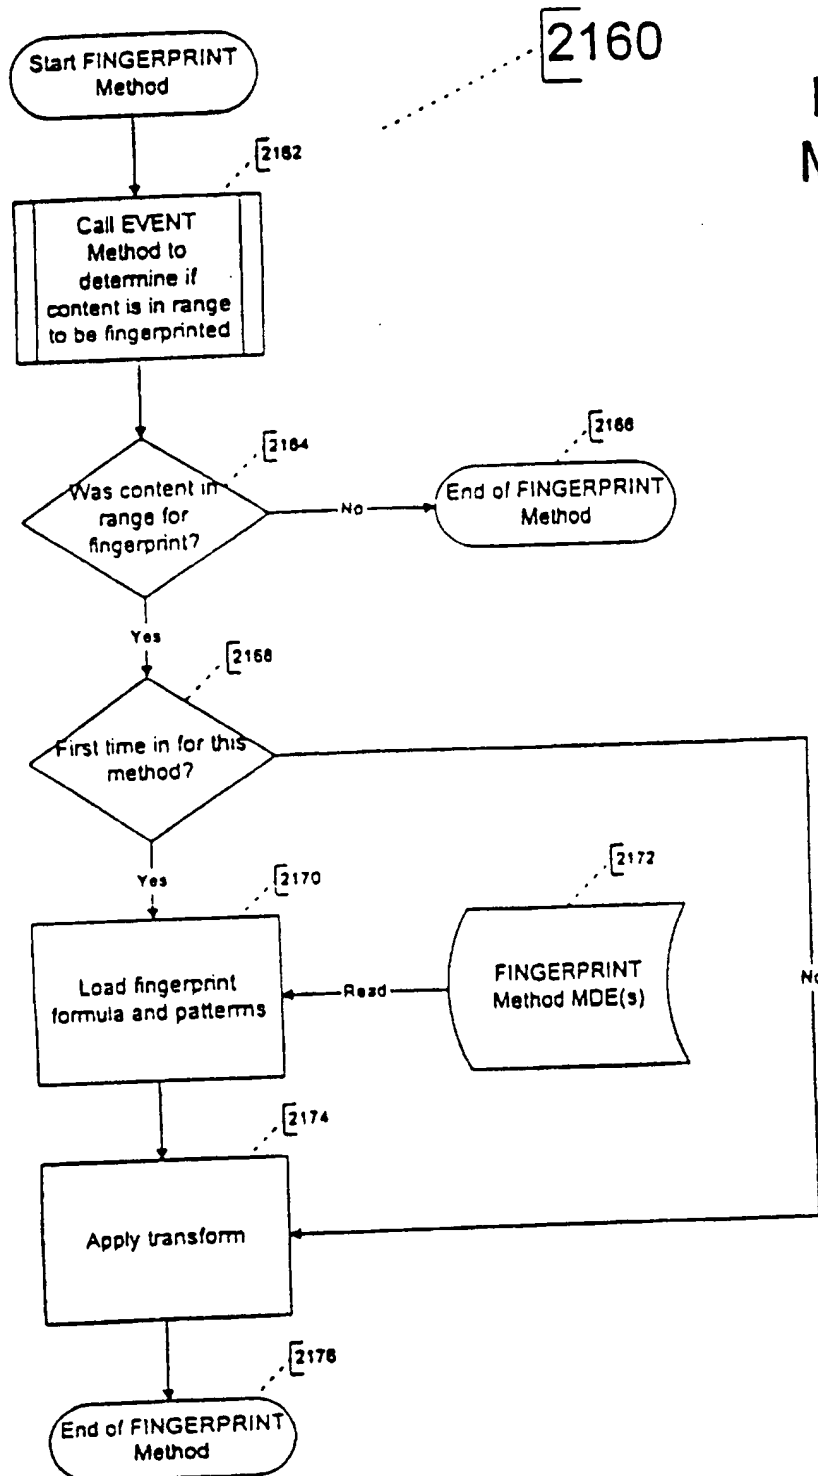 2160
Start FINGERPRINT
Method
2162
Call EVENT
Method to
determine if
content is in range
to be fingerprinted
2164
Was content in
range for
fingerprint?
No
2166
End of FINGERPRINT
Method
Yes
2168
First time in for this
method?
Yes
No
2170
Load fingerprint
formula and patterms
Read
2172
FINGERPRINT
Method MDE(s)
2174
Apply transform
2176
End of FINGERPRINT
Method